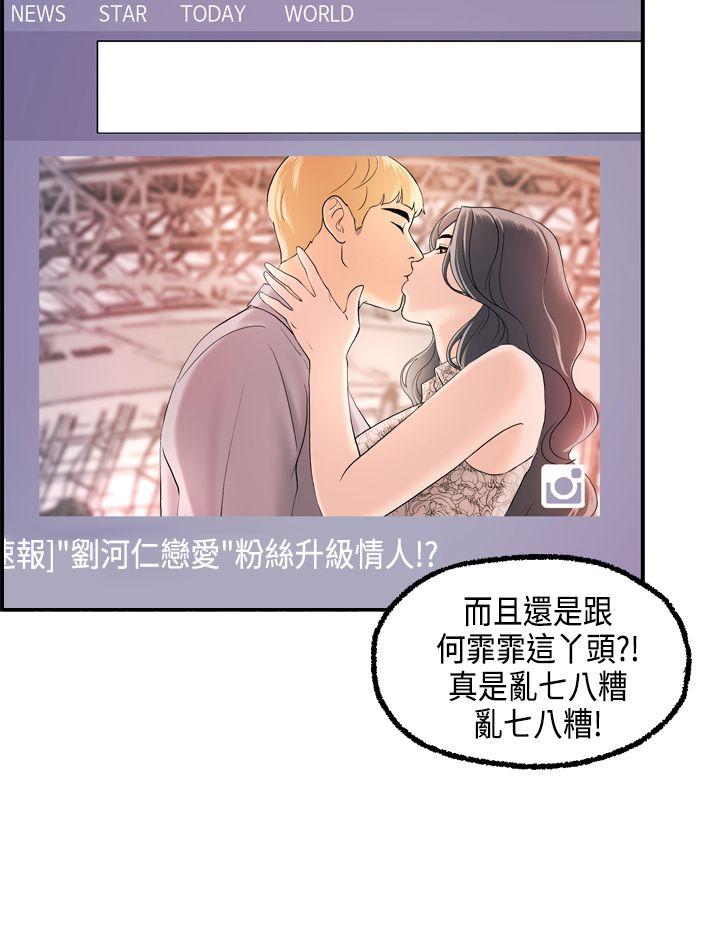 NEWS STAR TODAY WORLD
速報]"劉河仁戀愛"粉絲升級情人!?
而且還是跟
何霏霏這丫頭?!
真是亂七八糟
亂七八糟!